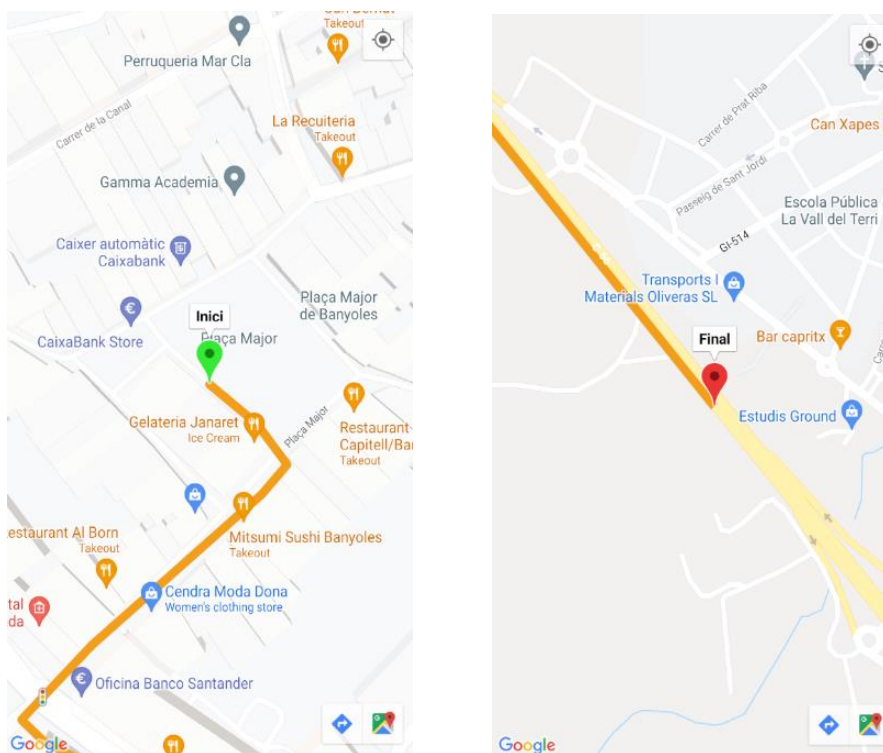 Takeout
Perruqueria Mar Cla
Carrer de la Canal
La Recuiteria
Takeout
Gamma Academia
Caixer automàtic
Caixabank
Plaça Major
de Banyoles
Inici
CaixaBank Store
Plaça Major
Gelateria Janaret
Ice Cream
Plaça Major
Restaurant
Capitell/Ba
Takeout
estaurant Al Born
Takeout
Mitsumi Sushi Banyoles
Takeout
Cendra Moda Dona
Women's clothing store
tal
da
Oficina Banco Santander
Google
Carrer de Prat Riba
Can Xapes
Passeig de Sant Jordi
Escola Pública
La Vall del Terri
GI-514
Transports I
Materials Oliveras SL
Final
Bar capritx
Estudis Ground
Google